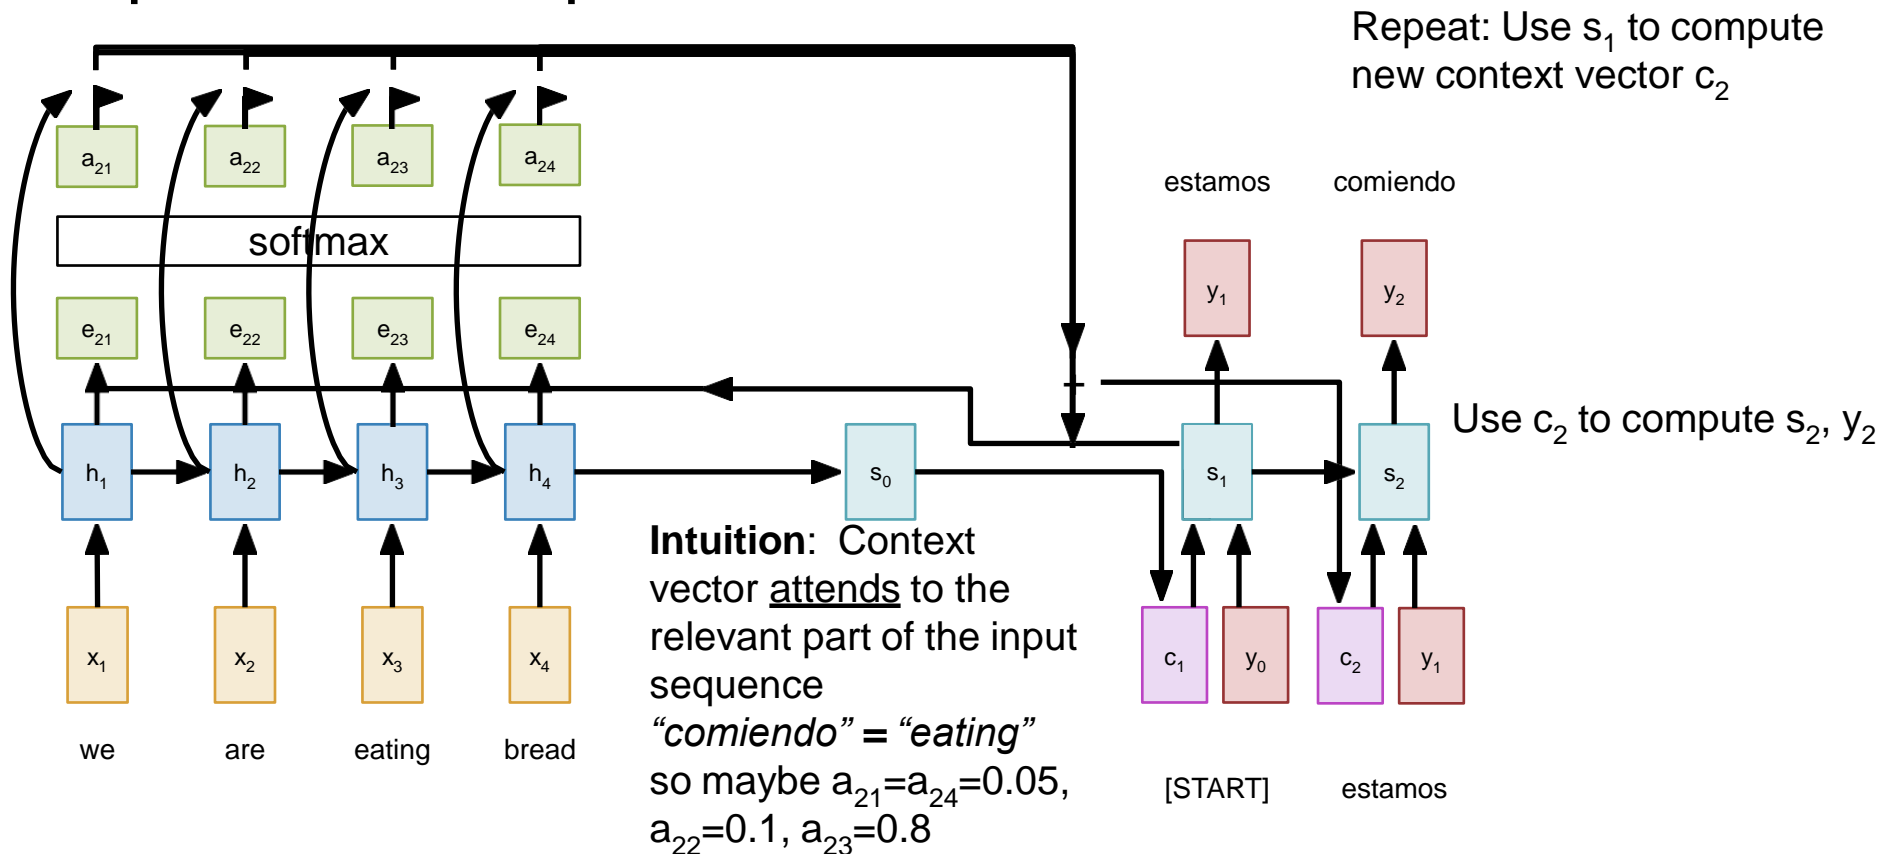 Repeat: Use s1 to compute
new context vector c2
a21 a22 a23 a24
estamos comiendo
softmax
y1 y2
e21 e22 e23 e24
Use c2 to compute s2, y2
h1 h2 h3 h4 s0 s1 s2
+
Intuition: Context
vector attends to the
relevant part of the input
sequence
“comiendo” = “eating”
so maybe a21=a24=0.05,
a22=0.1, a23=0.8
x1 x2 x3 x4
c1 y0 c2 y1
we are eating bread
[START] estamos